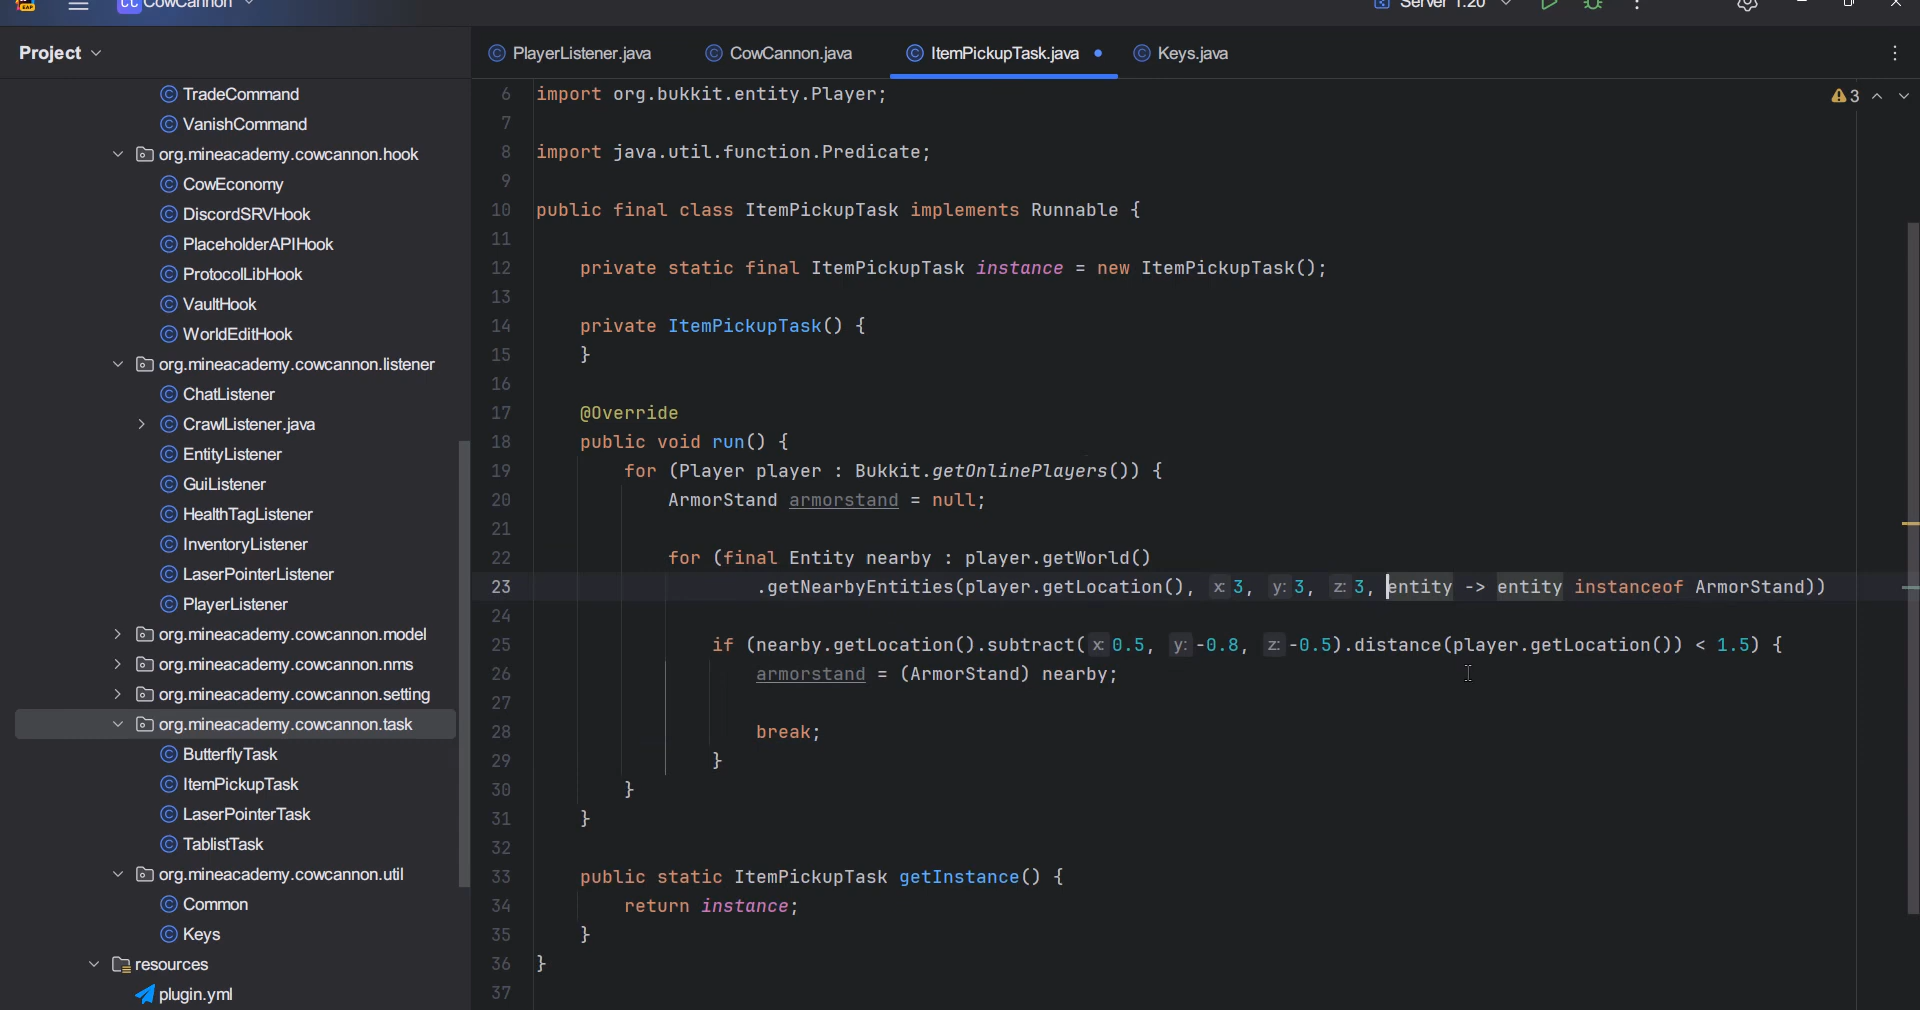 CC CowCannon
Server 1.20
Project
PlayerListener.java
CowCannon.java
ItemPickupTask.java
Keys.java
TradeCommand
VanishCommand
org.mineacademy.cowcannon.hook
CowEconomy
DiscordSRVHook
PlaceholderAPIHook
ProtocolLibHook
VaultHook
WorldEditHook
org.mineacademy.cowcannon.listener
ChatListener
CrawlListener.java
EntityListener
GuiListener
HealthTagListener
InventoryListener
LaserPointerListener
PlayerListener
org.mineacademy.cowcannon.model
org.mineacademy.cowcannon.nms
org.mineacademy.cowcannon.setting
org.mineacademy.cowcannon.task
ButterflyTask
ItemPickupTask
LaserPointerTask
TablistTask
org.mineacademy.cowcannon.util
Common
Keys
resources
plugin.yml
3
6 import org.bukkit.entity.Player;
7
8 import java.util.function.Predicate;
9
10 public final class ItemPickupTask implements Runnable {
11
12 private static final ItemPickupTask instance = new ItemPickupTask();
13
14 private ItemPickupTask() {
15 }
16
17 @Override
18 public void run() {
19 for (Player player : Bukkit.getOnlinePlayers()) {
20 ArmorStand armorstand = null;
21
22 for (final Entity nearby : player.getWorld()
23 .getNearbyEntities(player.getLocation(), x: 3, y: 3, z: 3, entity -> entity instanceof ArmorStand))
24
25 if (nearby.getLocation().subtract( x: 0.5, y: -0.8, z: -0.5).distance(player.getLocation()) < 1.5) {
26 armorstand = (ArmorStand) nearby;
27
28 break;
29 }
30 }
31 }
32
33 public static ItemPickupTask getInstance() {
34 return instance;
35 }
36 }
37